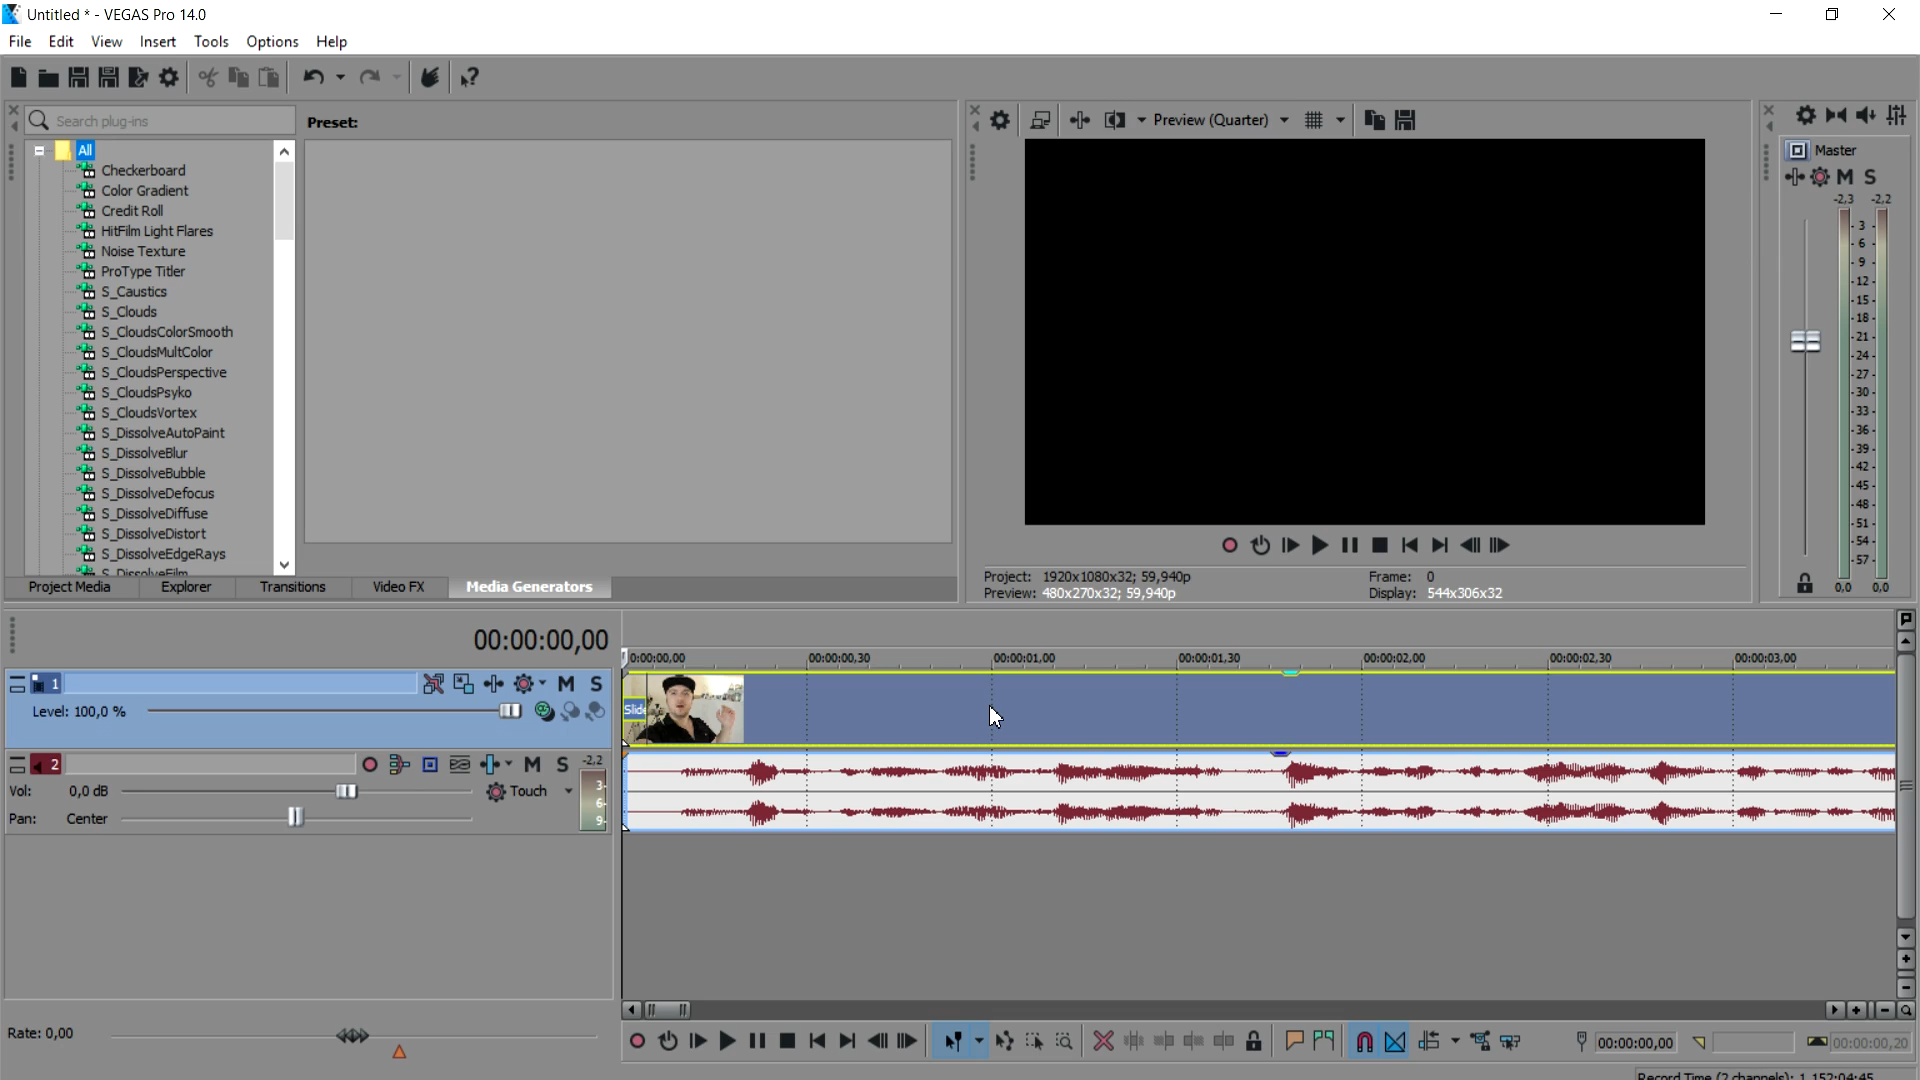 Untitled * - VEGAS Pro 14.0
File Edit View Insert Tools Options Help
Search plug-ins
Preset:
All
Checkerboard
Color Gradient
Credit Roll
HitFilm Light Flares
Noise Texture
ProType Titler
S_Caustics
S_Clouds
S_CloudsColorSmooth
S_CloudsMultColor
S_CloudsPerspective
S_CloudsPsyko
S_CloudsVortex
S_DissolveAutoPaint
S_DissolveBlur
S_DissolveBubble
S_DissolveDefocus
S_DissolveDiffuse
S_DissolveDistort
S_DissolveEdgeRays
S_DissolveFilm
Project Media Explorer Transitions Video FX Media Generators
Preview (Quarter)
Project: 1920x1080x32; 59,940p
Preview: 480x270x32; 59,940p
Frame: 0
Display: 544x306x32
Master
M S
-2,3 -2,2
- 3 -
- 6 -
- 9 -
-12-
-15-
-18-
-21-
-24-
-27-
-30-
-33-
-36-
-39-
-42-
-45-
-48-
-51-
-54-
-57-
0,0 0,0
00:00:00,00
0:00:00,00 00:00:00,30 00:00:01,00 00:00:01,30 00:00:02,00 00:00:02,30 00:00:03,00
1 M S
Level: 100,0 %
Slide
2 M S -2,2
Vol: 0,0 dB Touch
Pan: Center
3-
6-
9-
Rate: 0,00
00:00:00,00
00:00:00,20
Record Time (2 channels): 1 152:04:45